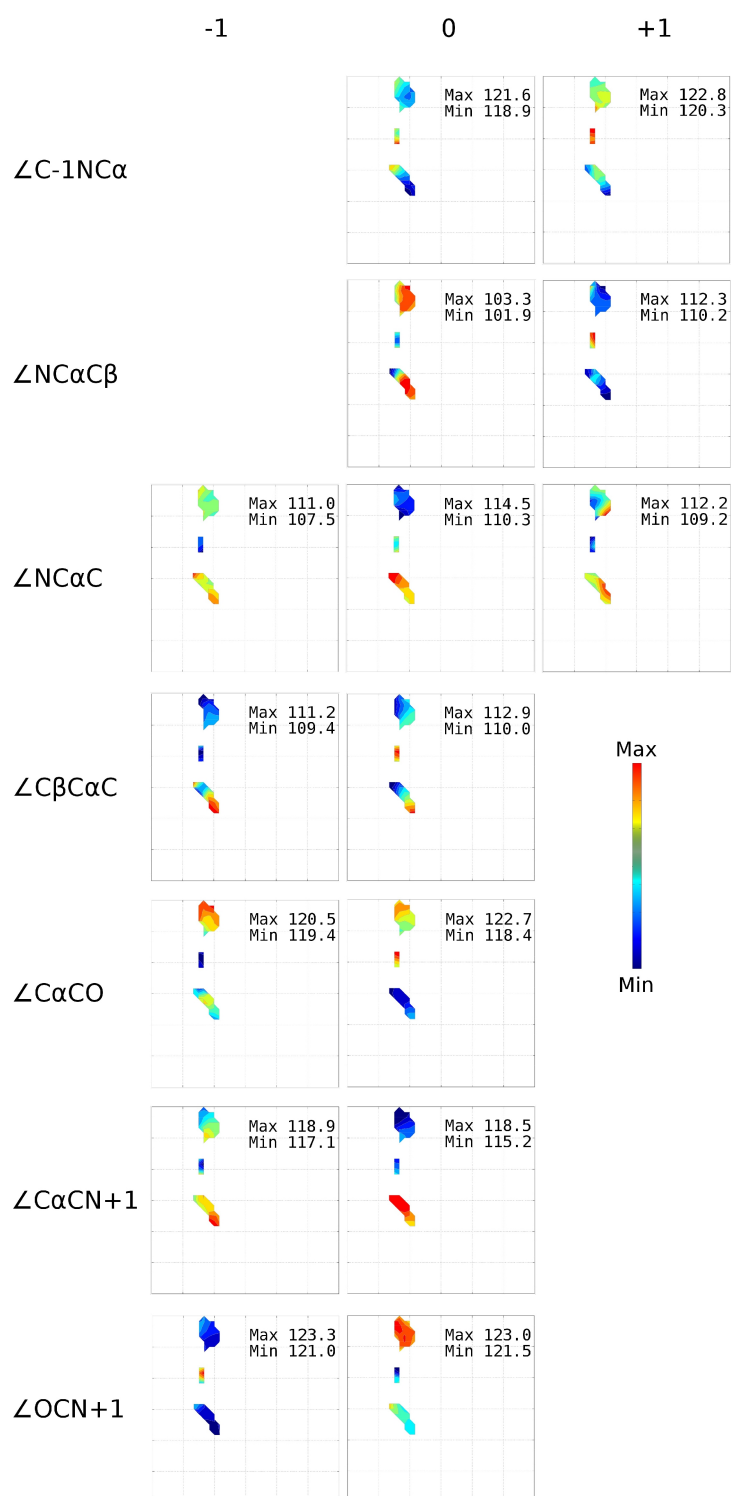 -1 0 +1
Max 121.6 Max 122.8
Min 118.9 Min 120.3
∠C-1NCα
Max 103.3 Max 112.3
Min 101.9 Min 110.2
∠NCαCβ
Max 111.0 Max 114.5 Max 112.2
Min 107.5 Min 110.3 Min 109.2
∠NCαC
Max 111.2 Max 112.9
Min 109.4 Min 110.0
Max
∠CβCαC
Max 120.5 Max 122.7
Min 119.4 Min 118.4
Min
∠CαCO
Max 118.9 Max 118.5
Min 117.1 Min 115.2
∠CαCN+1
Max 123.3 Max 123.0
Min 121.0 Min 121.5
∠OCN+1